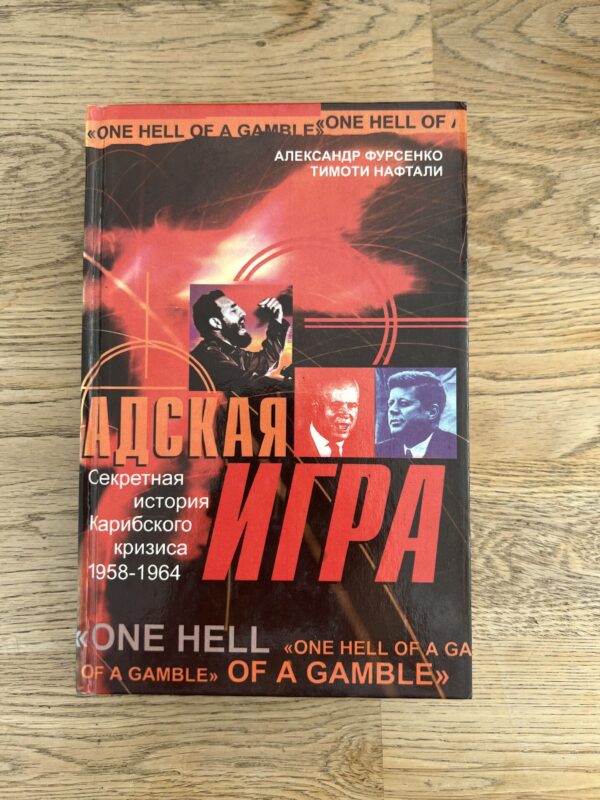 «ONE HELL OF A GAMBLE»
«ONE HELL OF A
АЛЕКСАНДР ФУРСЕНКО
ТИМОТИ НАФТАЛИ
АДСКАЯ
ИГРА
Секретная
история
Карибского
кризиса
1958-1964
«ONE HELL
«ONE HELL OF A GA
OF A GAMBLE»
OF A GAMBLE»